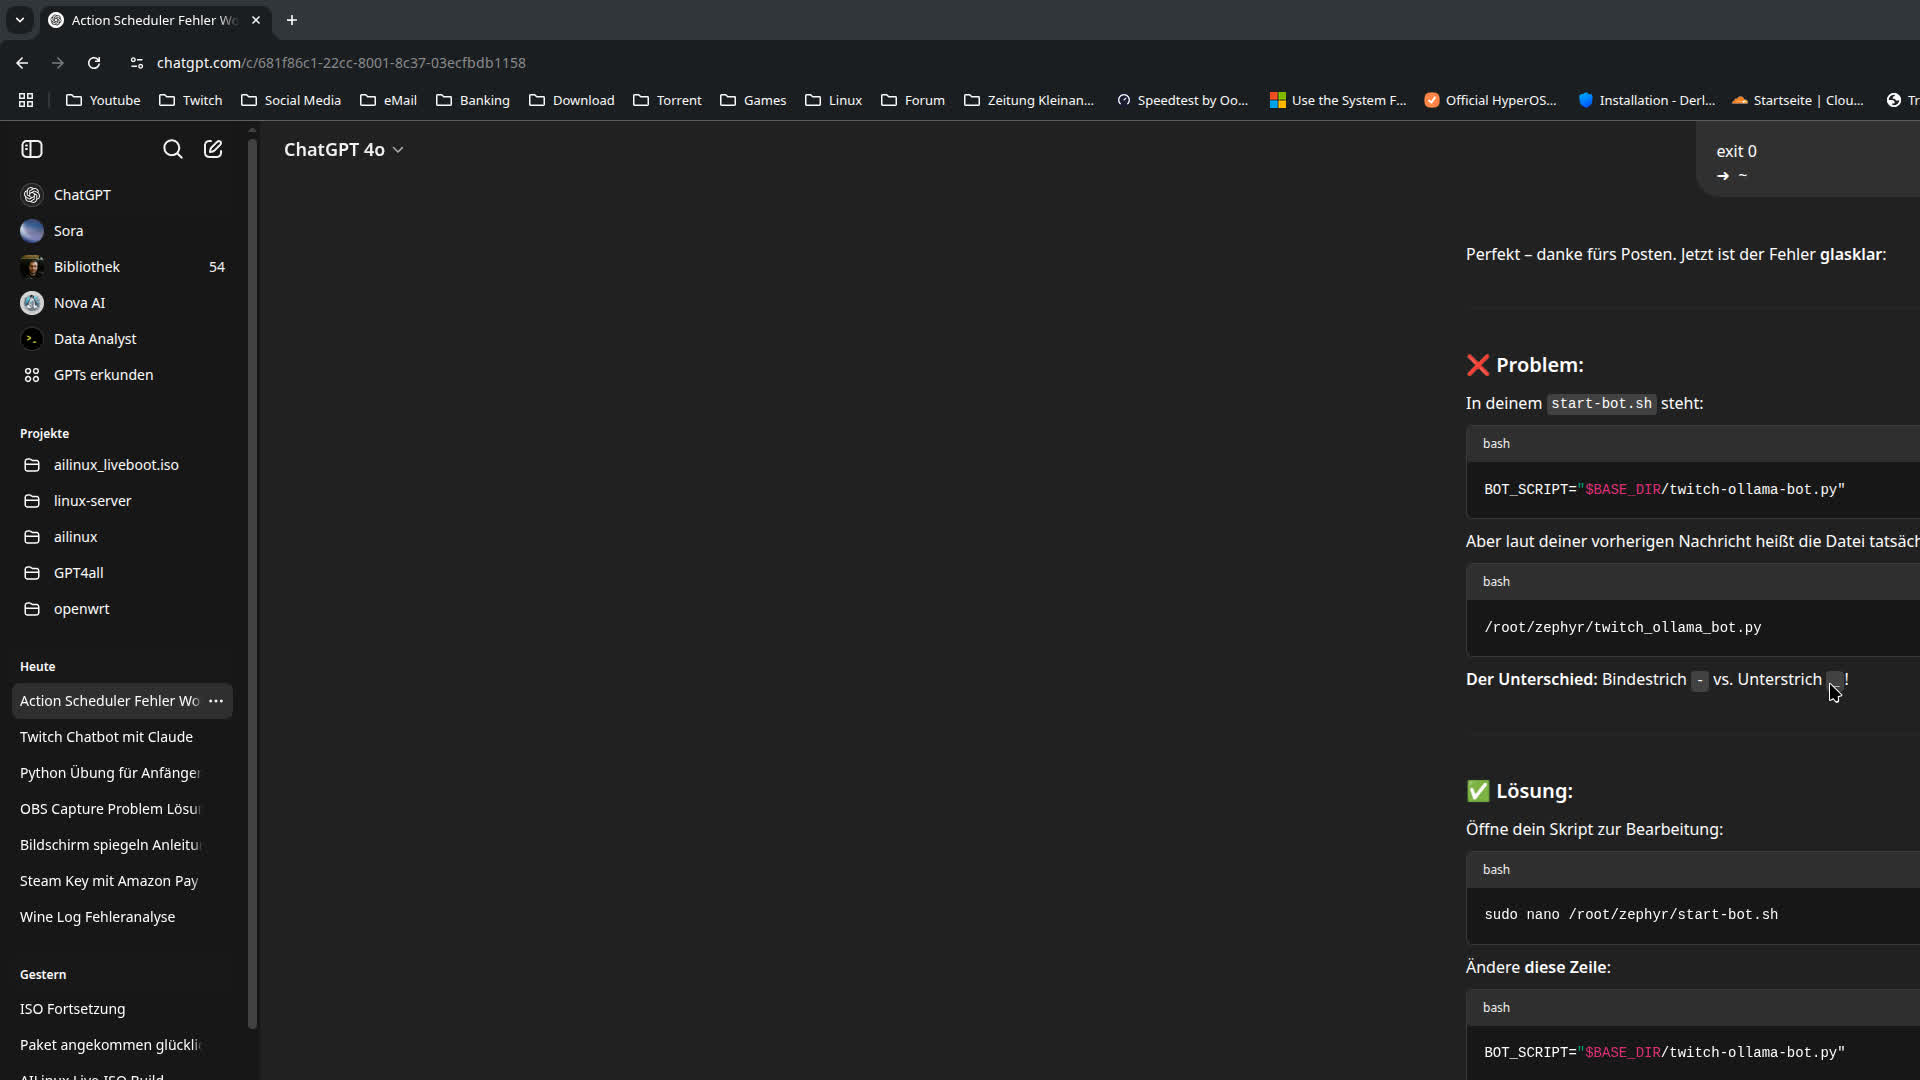 Action Scheduler Fehler Wo
chatgpt.com/c/681f86c1-22cc-8001-8c37-03ecfbdb1158
Youtube Twitch Social Media eMail Banking Download Torrent Games Linux Forum Zeitung Kleinan... Speedtest by Oo... Use the System F... Official HyperOS... Installation - Derl... Startseite | Clou... Tr
ChatGPT 4o
ChatGPT
Sora
Bibliothek 54
Nova AI
Data Analyst
GPTs erkunden
Projekte
ailinux_liveboot.iso
linux-server
ailinux
GPT4all
openwrt
Heute
Action Scheduler Fehler Wo
Twitch Chatbot mit Claude
Python Übung für Anfänger
OBS Capture Problem Lösu
Bildschirm spiegeln Anleitu
Steam Key mit Amazon Pay
Wine Log Fehleranalyse
Gestern
ISO Fortsetzung
Paket angekommen glückli
AILinux Live ISO Build
exit 0
➜ ~
Perfekt – danke fürs Posten. Jetzt ist der Fehler glasklar:
❌ Problem:
In deinem start-bot.sh steht:
bash
BOT_SCRIPT="$BASE_DIR/twitch-ollama-bot.py"
Aber laut deiner vorherigen Nachricht heißt die Datei tatsäch
bash
/root/zephyr/twitch_ollama_bot.py
Der Unterschied: Bindestrich - vs. Unterstrich _!
✅ Lösung:
Öffne dein Skript zur Bearbeitung:
bash
sudo nano /root/zephyr/start-bot.sh
Ändere diese Zeile:
bash
BOT_SCRIPT="$BASE_DIR/twitch-ollama-bot.py"